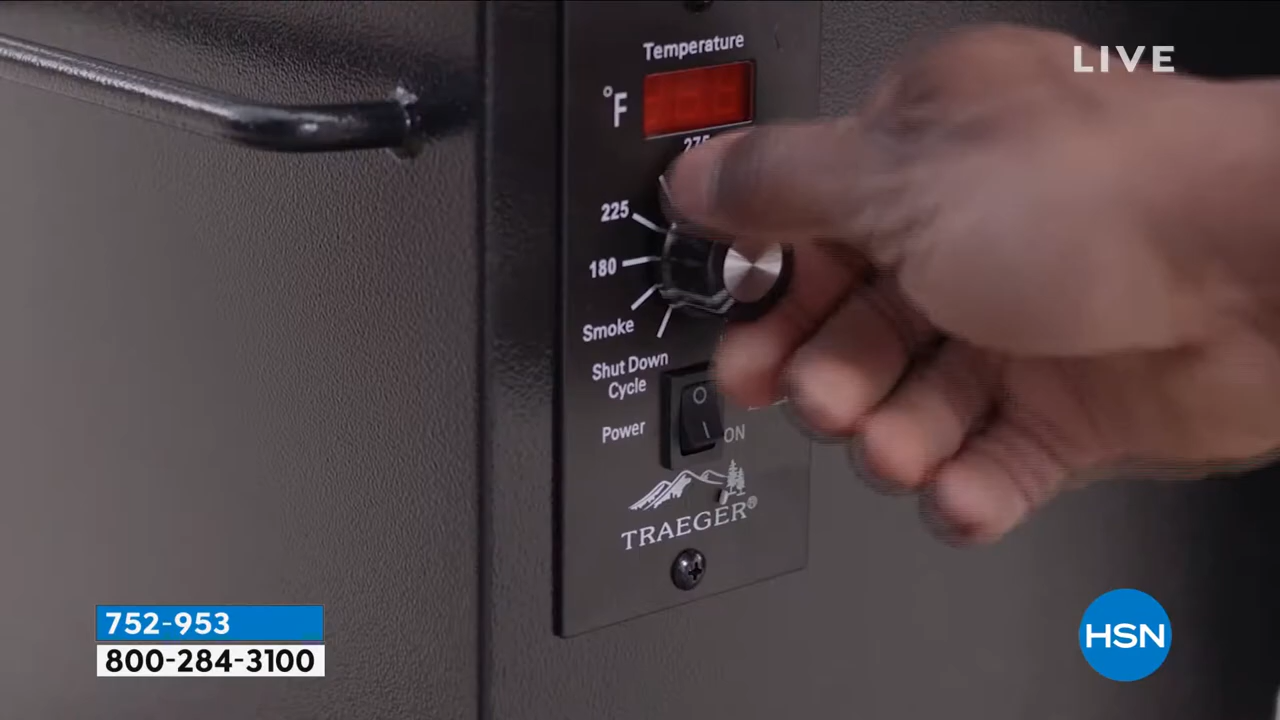 LIVE
Temperature
°F
275
225
180
Smoke
Shut Down
Cycle
Power
ON
TRAEGER®
752-953
800-284-3100
HSN